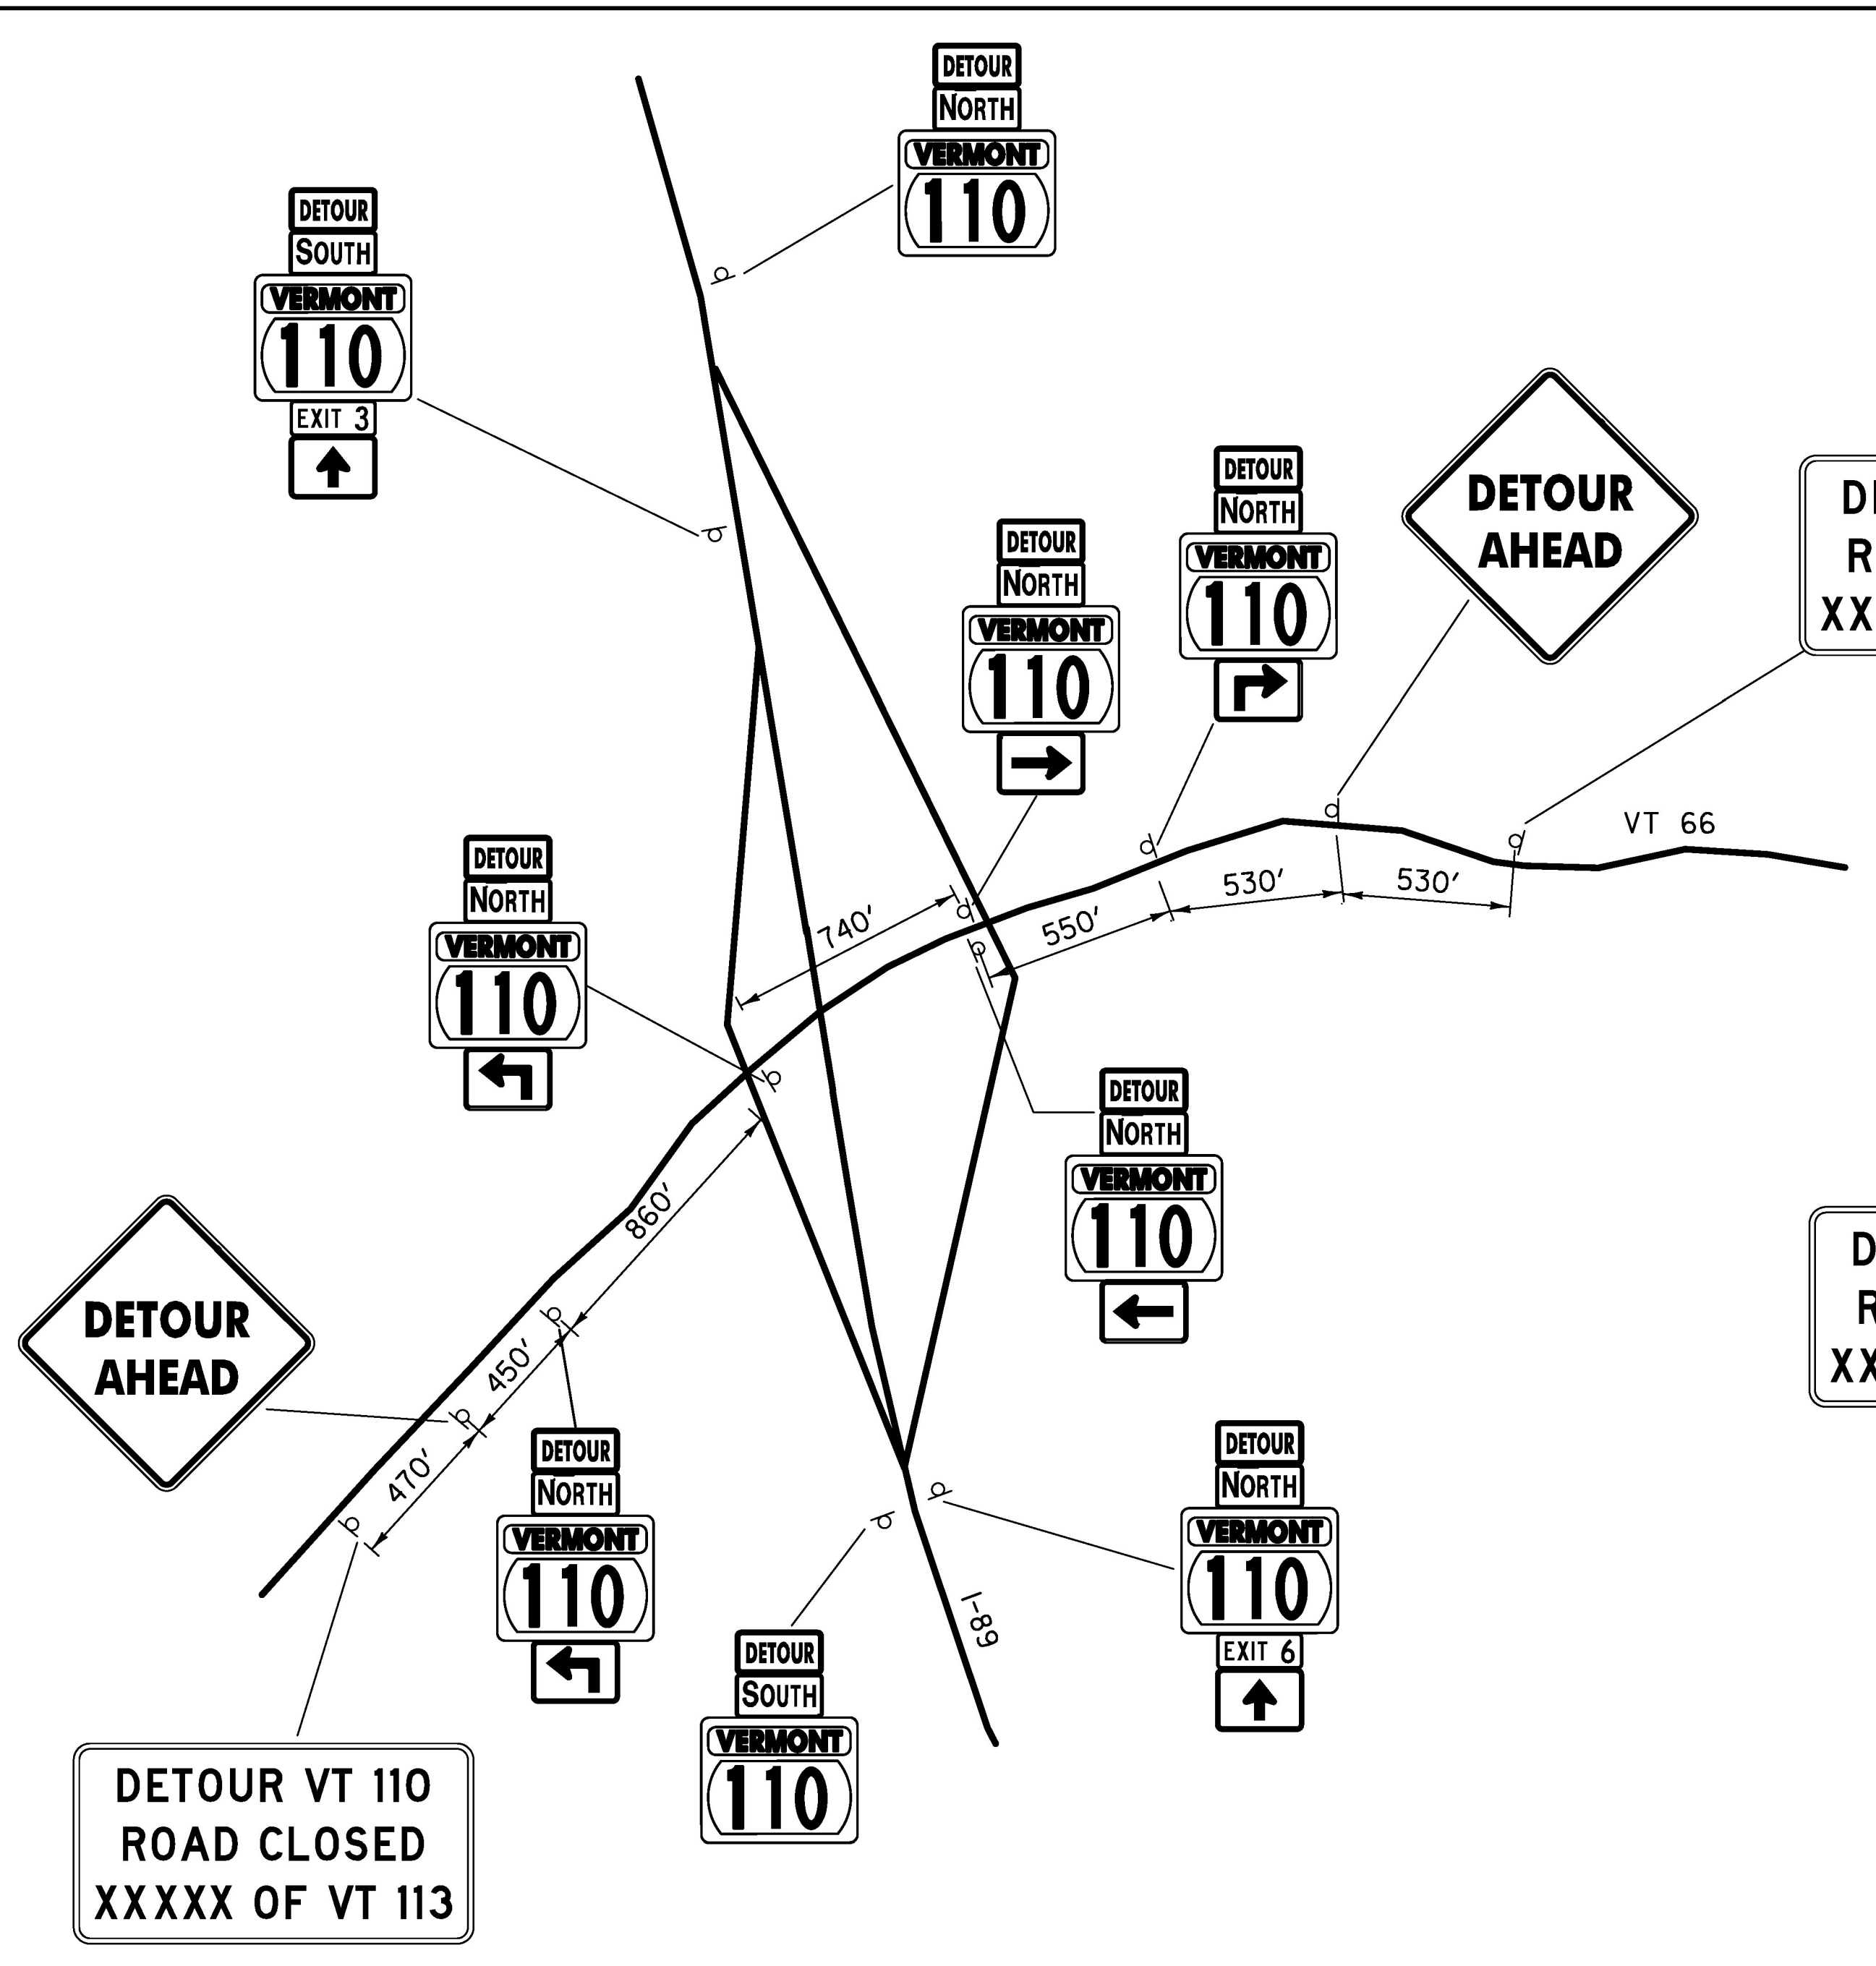 DETOUR
NORTH
VERMONT
110
DETOUR
SOUTH
VERMONT
110
EXIT 3
DETOUR
NORTH
VERMONT
110
DETOUR
NORTH
VERMONT
110
DETOUR
AHEAD
VT 66
530'
530'
550'
740'
DETOUR
NORTH
VERMONT
110
DETOUR
NORTH
VERMONT
110
860'
450'
470'
DETOUR
AHEAD
DETOUR
NORTH
VERMONT
110
DETOUR
NORTH
VERMONT
110
EXIT 6
I-89
DETOUR
SOUTH
VERMONT
110
DETOUR VT 110
ROAD CLOSED
XXXXX OF VT 113